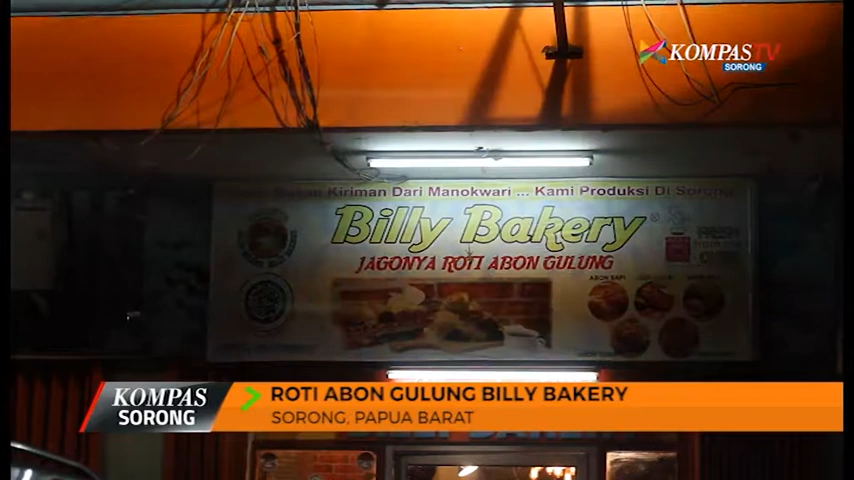 KOMPAS TV
SORONG
Kiriman Dari Manokwari ... Kami Produksi Di Sorong
Billy Bakery®
JAGONYA ROTI ABON GULUNG
ABON SAPI
KOMPAS
SORONG
ROTI ABON GULUNG BILLY BAKERY
SORONG, PAPUA BARAT